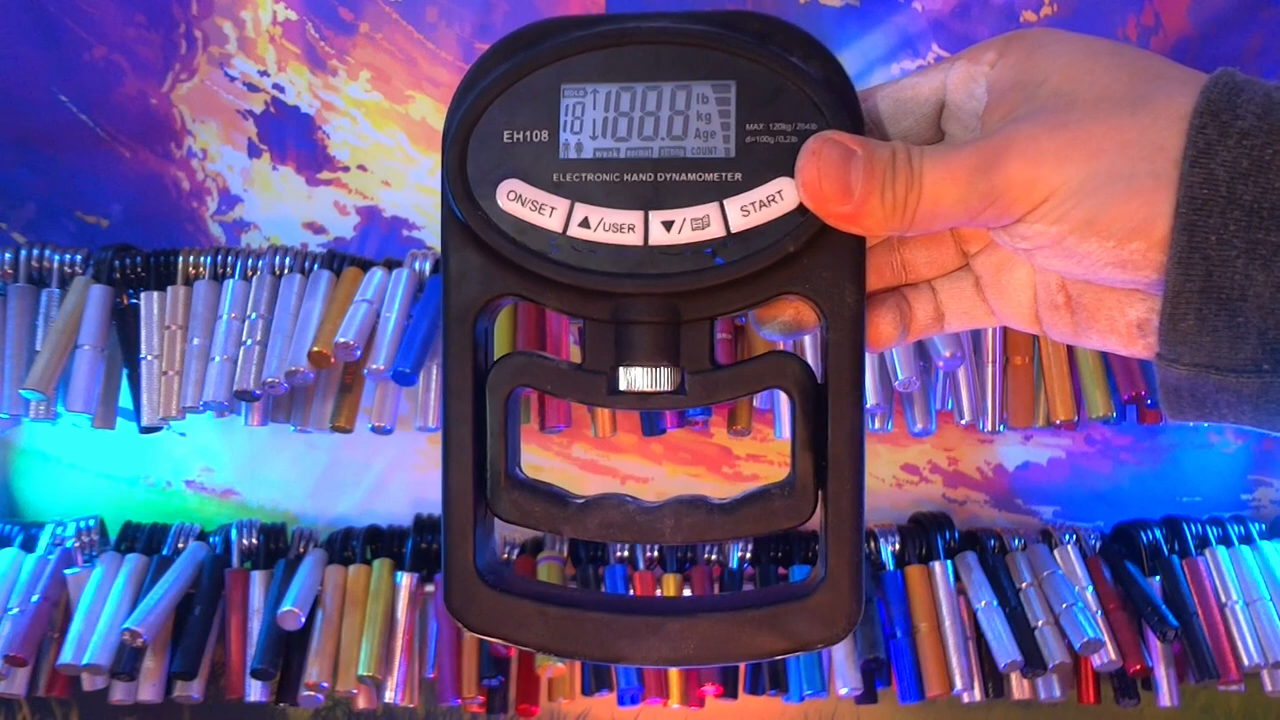 HOLD
18 188.8 lb
kg
Age
weak normal strong COUNT
EH108
MAX: 120kg / 264lb
d=100g / 0.2lb
ELECTRONIC HAND DYNAMOMETER
ON/SET ▲/USER ▼/ START